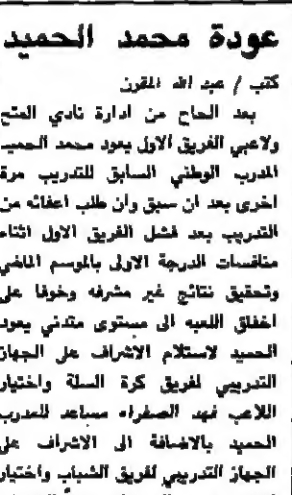 عودة محمد الحميد
كتب / عبد الله المقرن
بعد الحاح من ادارة نادي الفتح
ولاعبي الفريق الاول يعود محمد الحميد
المدرب الوطني السابق للتدريب مرة
اخرى بعد ان سبق وان طلب اعفائه من
التدريب بعد فشل الفريق الاول اثناء
منافسات الدرجة الاولى بالموسم الماضي
وتحقيق نتائج غير مشرفه وخوفا على
اخفاق اللعبه الى مستوى متدني يعود
الحميد لاستلام الاشراف على الجهاز
التدريبي لفريق كرة السلة واختيار
اللاعب فهد الصفراء مساعد للمدرب
الحميد بالاضافة الى الاشراف على
الجهاز التدريبي لفريق الشباب واختيار